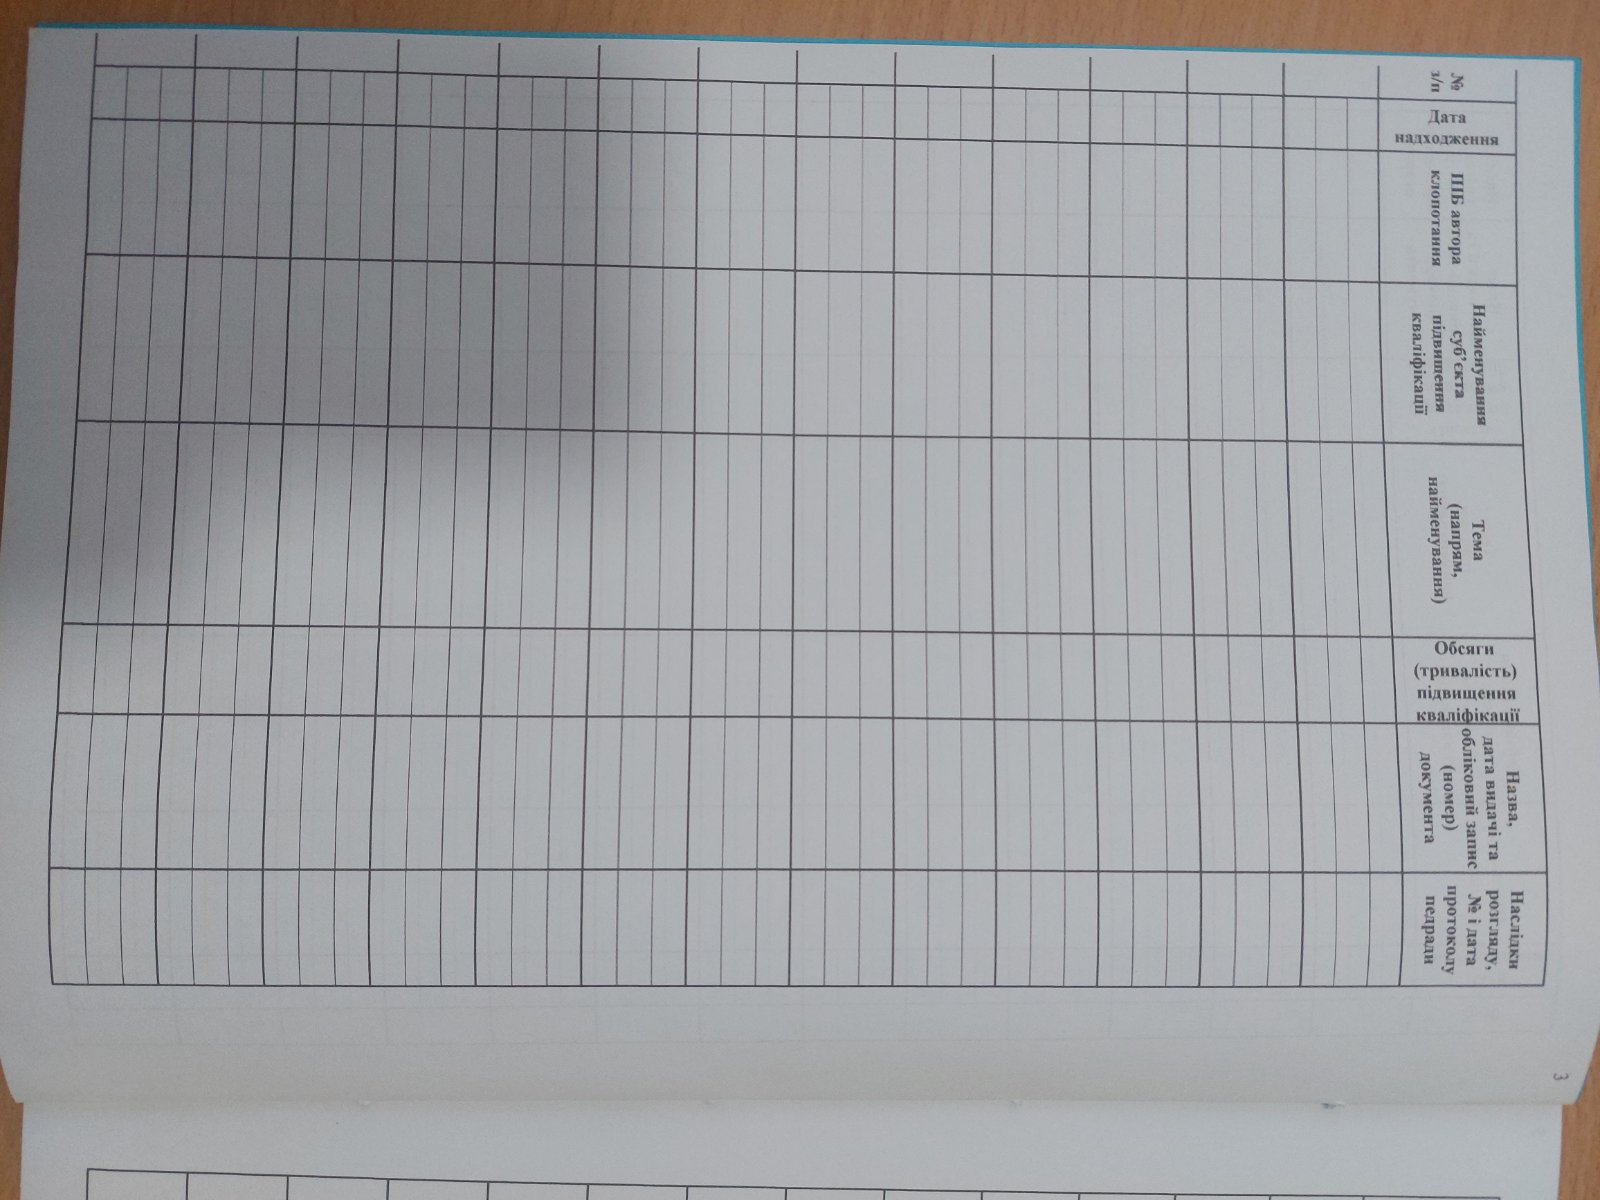 №
з/п
Дата
надходження
ПІБ автора
клопотання
Найменування
суб’єкта
підвищення
кваліфікації
Тема
(напрям,
найменування)
Обсяги
(тривалість)
підвищення
кваліфікації
Назва,
дата видачі та
обліковий запис
(номер)
документа
Наслідки
розгляду,
№ і дата
протоколу
педради
3